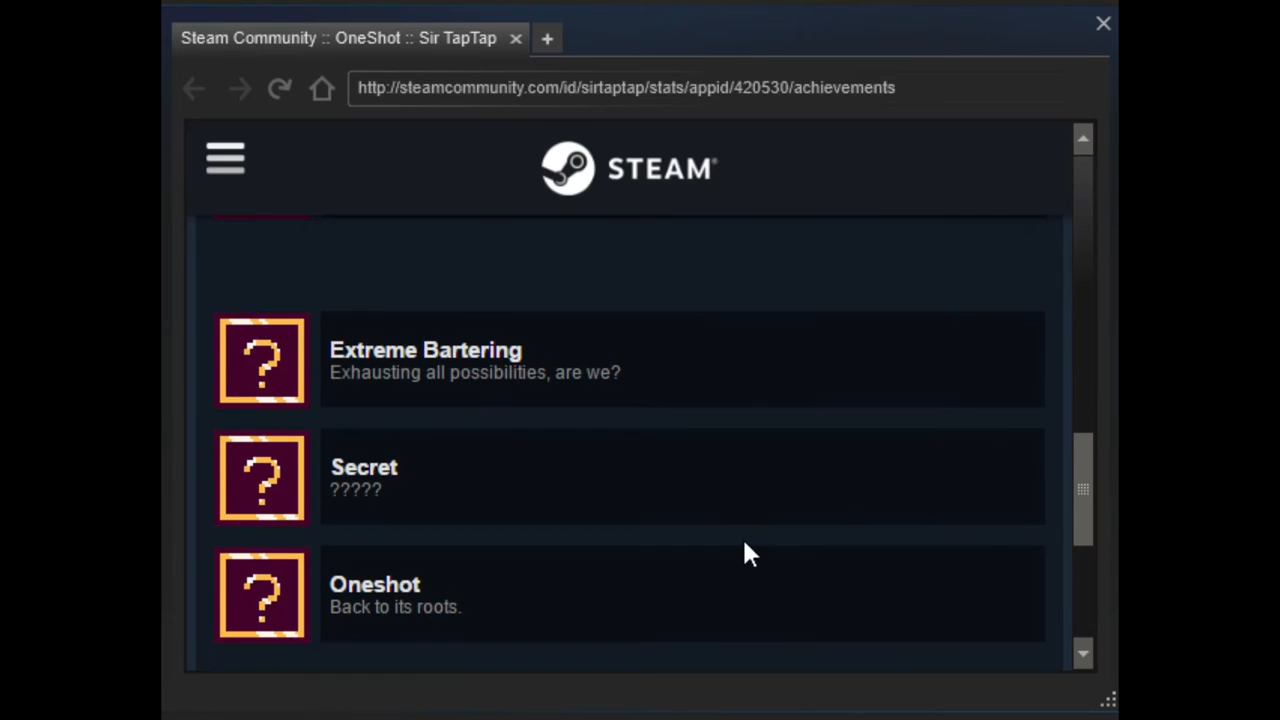 Steam Community :: OneShot :: Sir TapTap
http://steamcommunity.com/id/sirtaptap/stats/appid/420530/achievements
STEAM®
Extreme Bartering
Exhausting all possibilities, are we?
Secret
?????
Oneshot
Back to its roots.